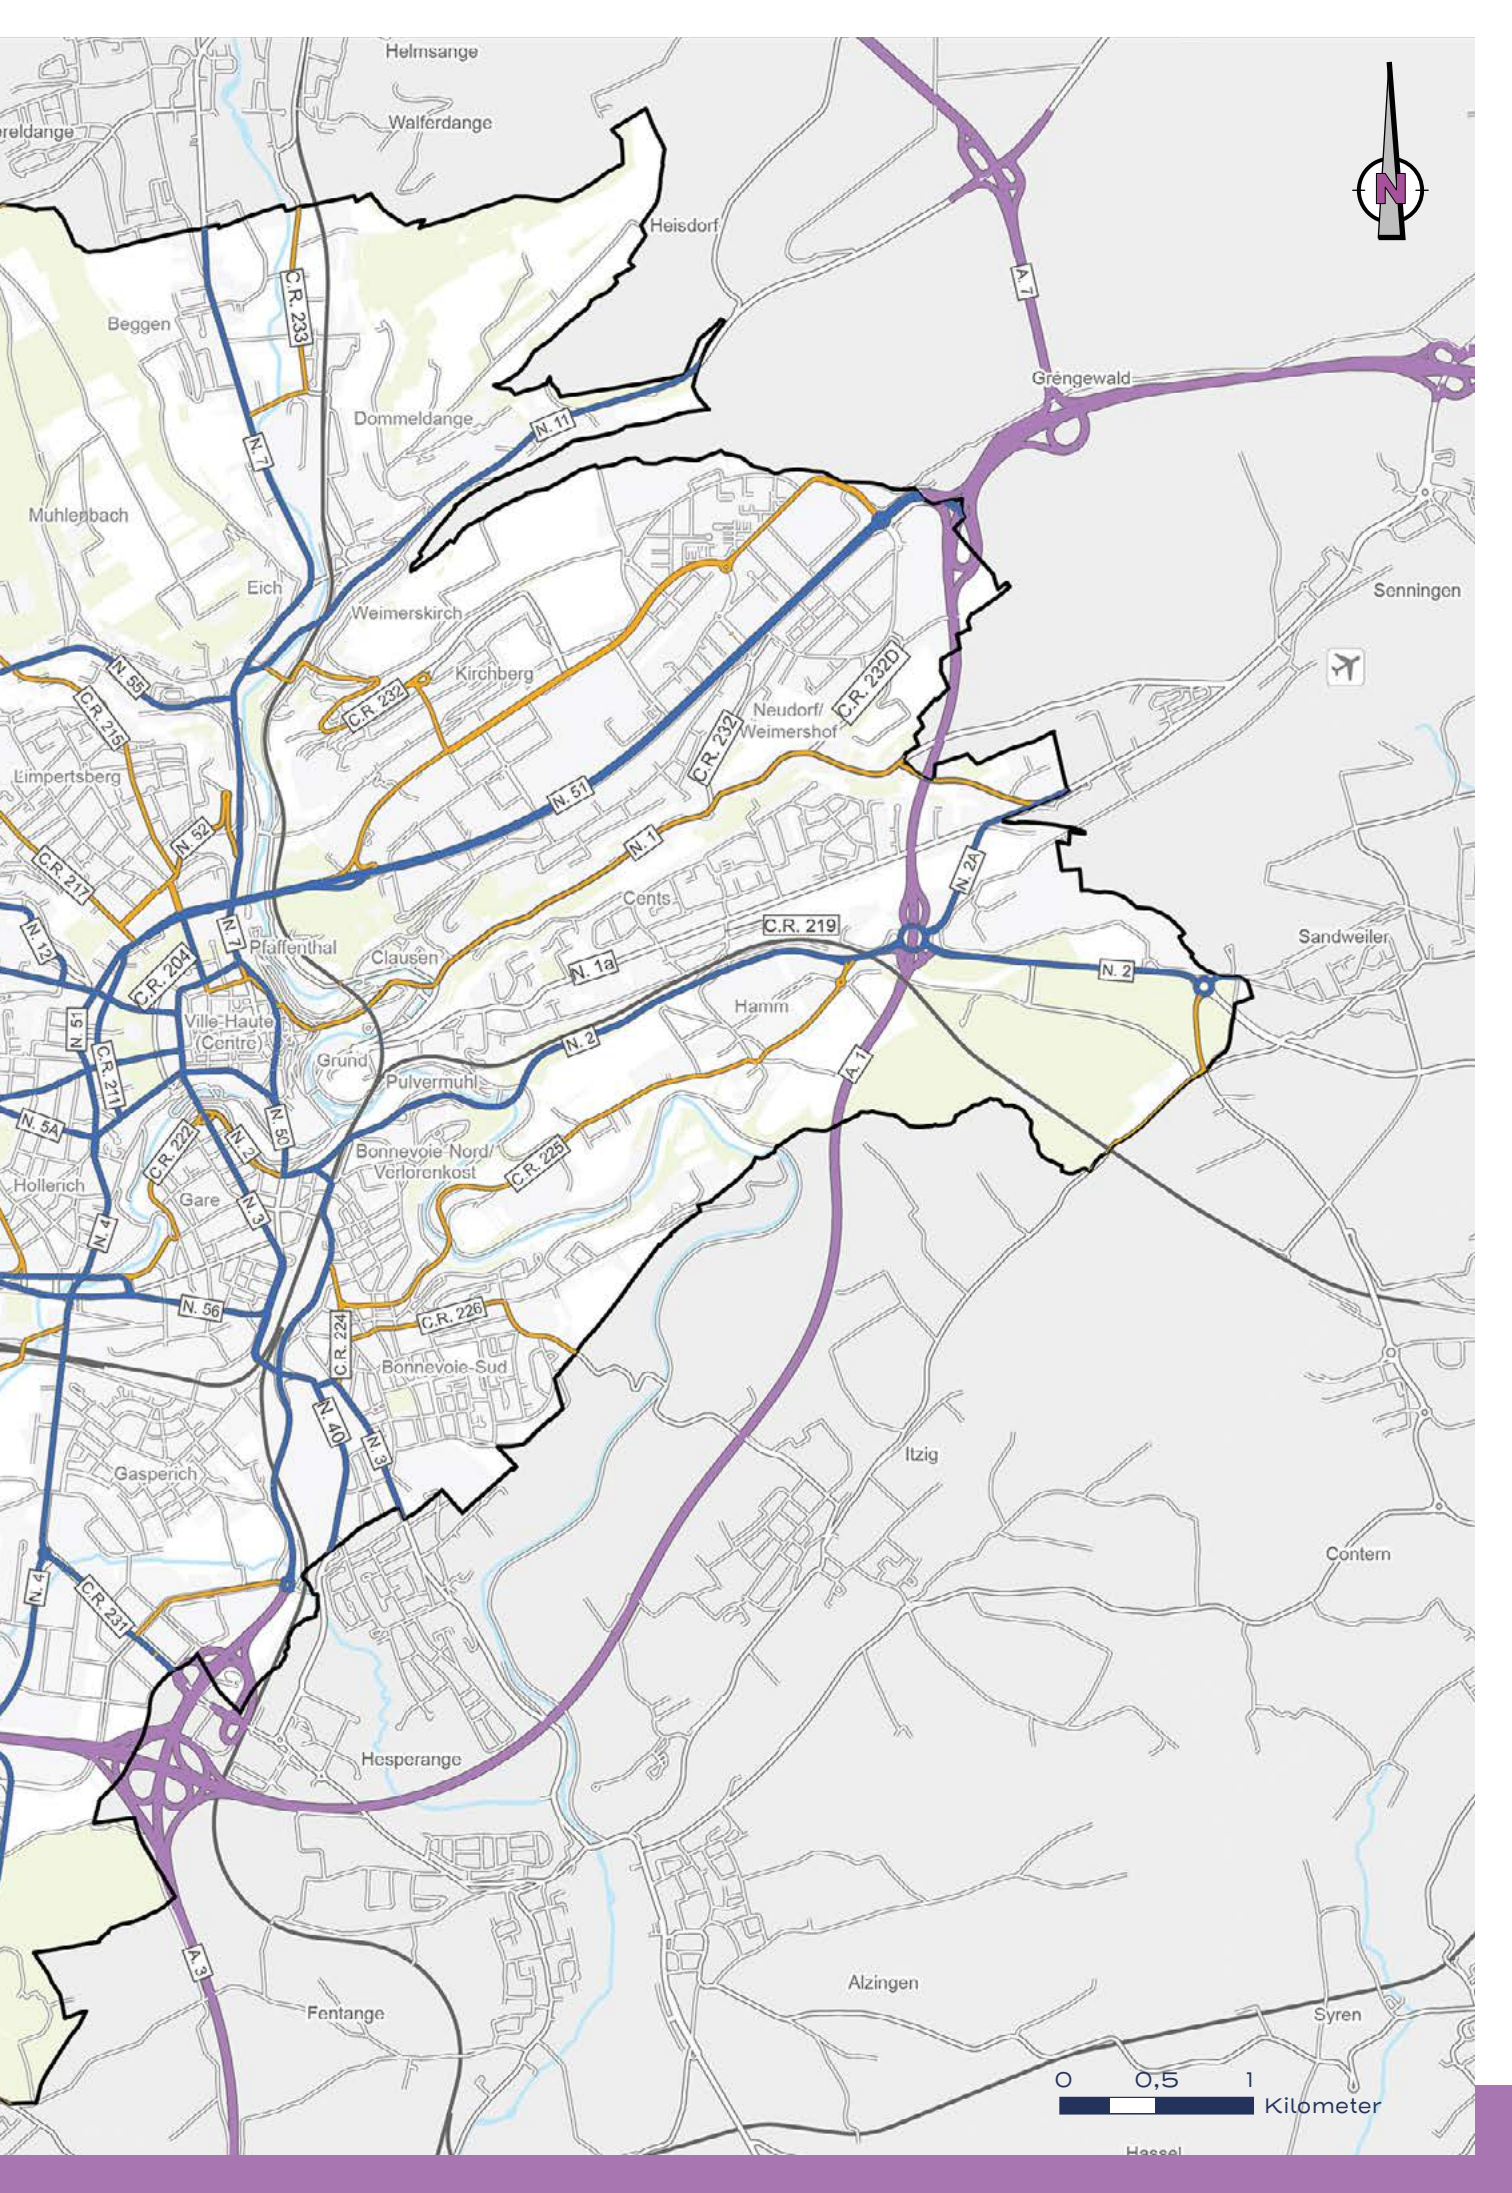 Helmsange
Walferdange
ereldange
N
Heisdorf
A. 7
C.R. 233
Beggen
Gréngewald
Dommeldange
N. 11
N. 7
Muhlenbach
Eich
Weimerskirch
Senningen
N. 55
Kirchberg
C.R. 232D
C.R. 232
C.R. 215
Neudorf/
Weimershof
C.R. 232
Limpertsberg
N. 51
N. 52
N. 1
C.R. 217
N. 2A
Cents
C.R. 219
N. 7
N. 12
Pfaffenthal
Clausen
Sandweiler
C.R. 204
N. 1a
N. 2
Hamm
Ville-Haute
(Centre)
N. 51
N. 2
Grund
C.R. 211
A. 1
Pulvermuhl
N. 5A
N. 50
N. 2
C.R. 222
Bonnevoie-Nord/
Verlorenkost
C.R. 225
Hollerich
Gare
N. 3
N. 4
N. 56
C.R. 226
C.R. 224
Bonnevoie-Sud
N. 40
N. 3
Itzig
Gasperich
Contern
N. 4
C.R. 231
Hesperange
A. 3
Alzingen
Fentange
Syren
0 0,5 1
Kilometer
Hassel